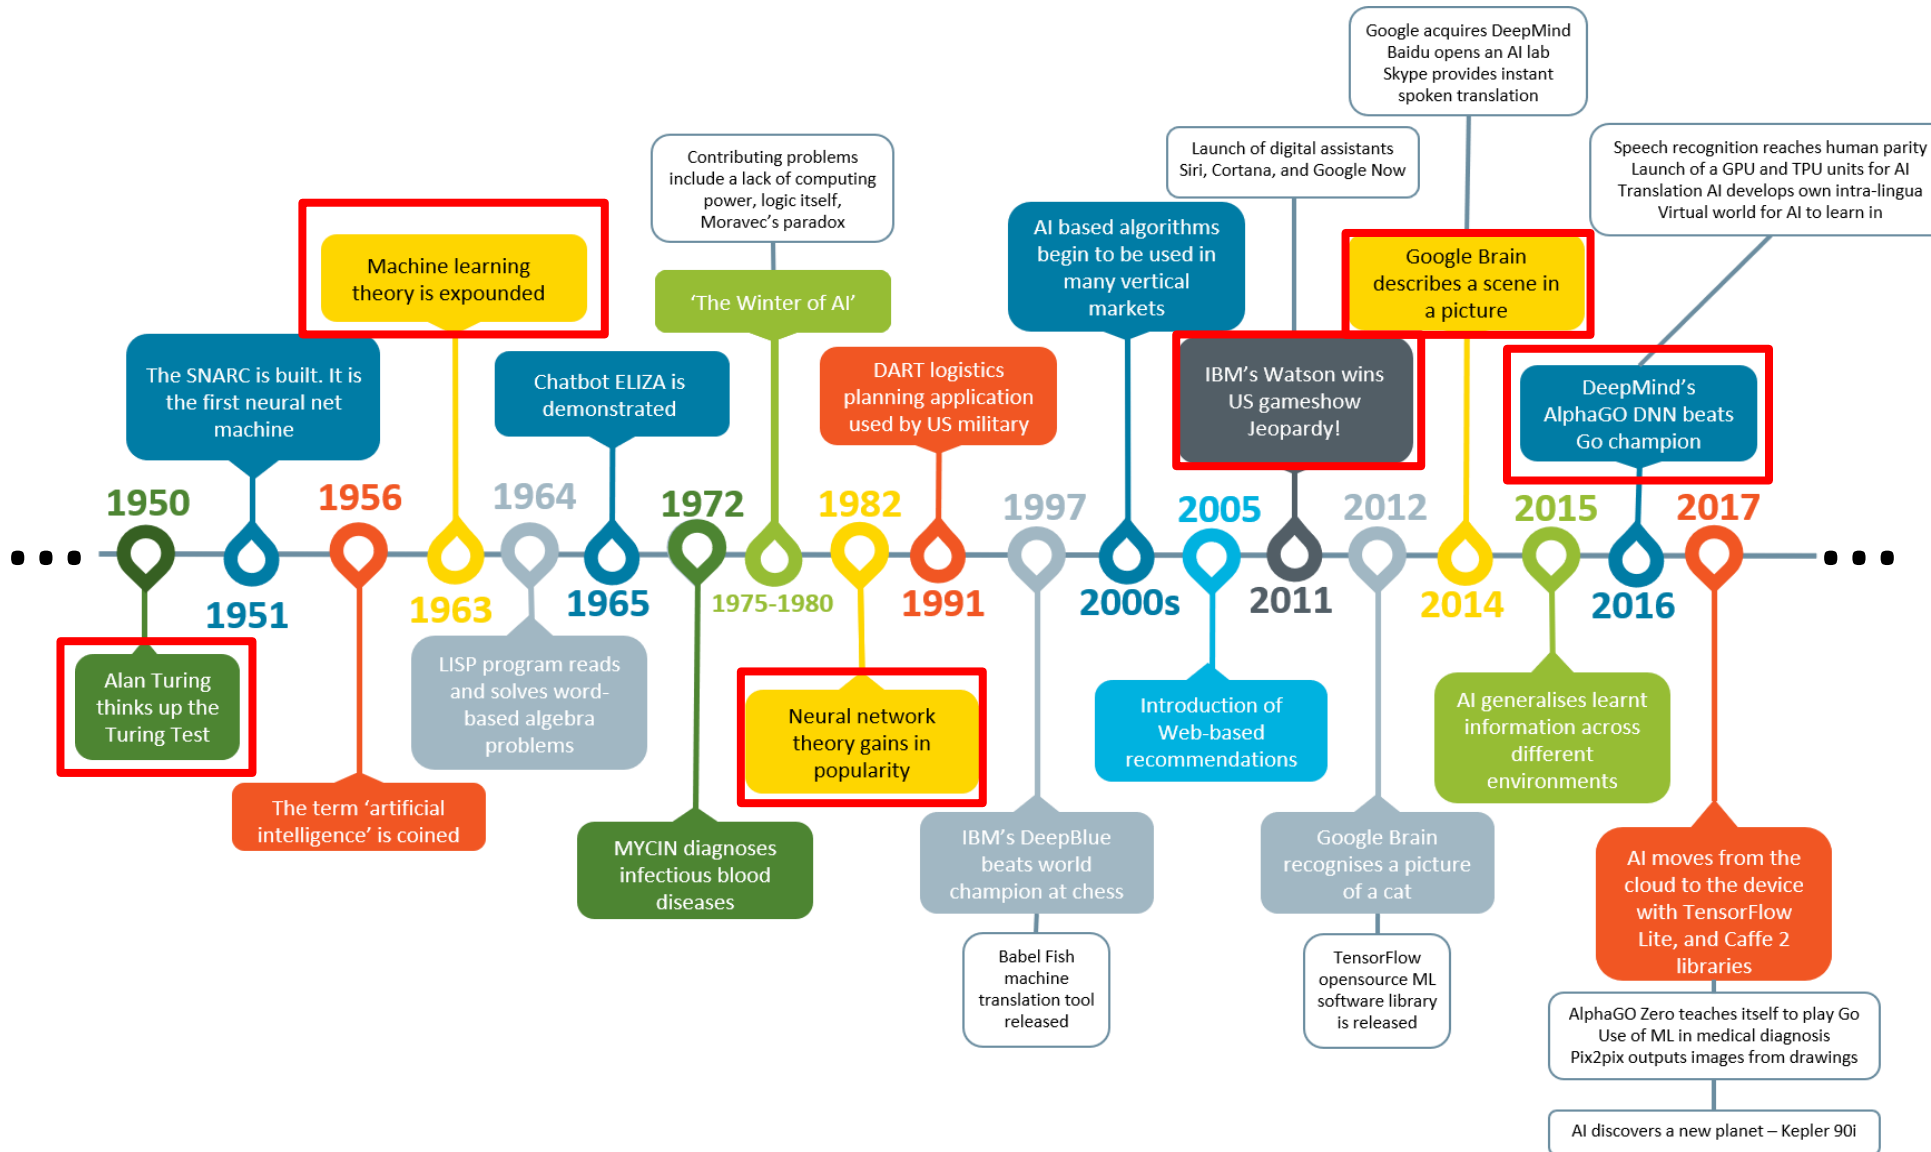 Google acquires DeepMind
Baidu opens an AI lab
Skype provides instant
spoken translation
Contributing problems
include a lack of computing
power, logic itself,
Moravec's paradox
Launch of digital assistants
Siri, Cortana, and Google Now
Speech recognition reaches human parity
Launch of a GPU and TPU units for AI
Translation AI develops own intra-lingua
Virtual world for AI to learn in
Machine learning
theory is expounded
'The Winter of AI'
AI based algorithms
begin to be used in
many vertical
markets
Google Brain
describes a scene in
a picture
The SNARC is built. It is
the first neural net
machine
Chatbot ELIZA is
demonstrated
DART logistics
planning application
used by US military
IBM's Watson wins
US gameshow
Jeopardy!
DeepMind's
AlphaGO DNN beats
Go champion
1950
1956
1964
1972
1982
1997
2005
2012
2015
2017
...
...
1951
1963
1965
1975-1980
1991
2000s
2011
2014
2016
Alan Turing
thinks up the
Turing Test
LISP program reads
and solves word-
based algebra
problems
Neural network
theory gains in
popularity
Introduction of
Web-based
recommendations
AI generalises learnt
information across
different
environments
The term 'artificial
intelligence' is coined
MYCIN diagnoses
infectious blood
diseases
IBM's DeepBlue
beats world
champion at chess
Google Brain
recognises a picture
of a cat
AI moves from the
cloud to the device
with TensorFlow
Lite, and Caffe 2
libraries
Babel Fish
machine
translation tool
released
TensorFlow
opensource ML
software library
is released
AlphaGO Zero teaches itself to play Go
Use of ML in medical diagnosis
Pix2pix outputs images from drawings
AI discovers a new planet – Kepler 90i